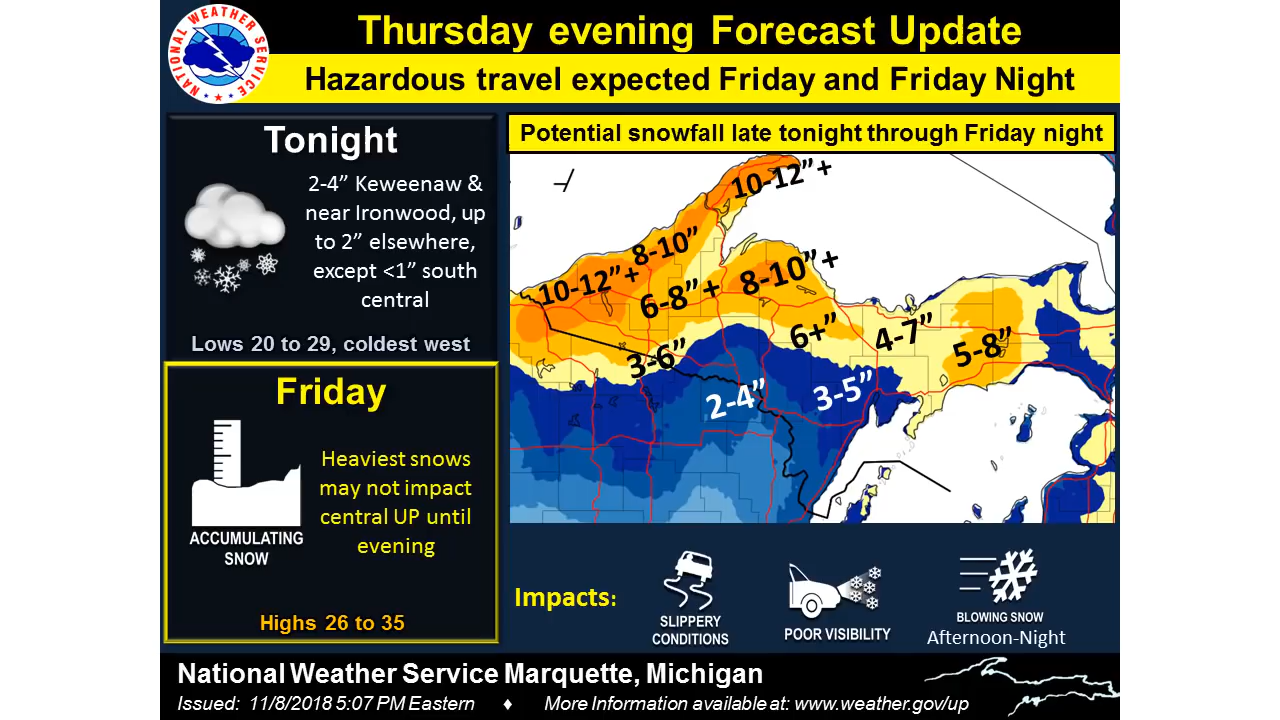 NATIONAL WEATHER SERVICE
Thursday evening Forecast Update
Hazardous travel expected Friday and Friday Night
Tonight
2-4” Keweenaw &
near Ironwood, up
to 2” elsewhere,
except <1” south
central
Lows 20 to 29, coldest west
Friday
Heaviest snows
may not impact
central UP until
evening
ACCUMULATING
SNOW
Highs 26 to 35
Potential snowfall late tonight through Friday night
10-12”+
8-10”
10-12”+
6-8”+
8-10”+
6+”
4-7”
5-8”
3-6”
2-4”
3-5”
Impacts:
SLIPPERY
CONDITIONS
POOR VISIBILITY
BLOWING SNOW
Afternoon-Night
National Weather Service Marquette, Michigan
Issued: 11/8/2018 5:07 PM Eastern ♦ More Information available at: www.weather.gov/up